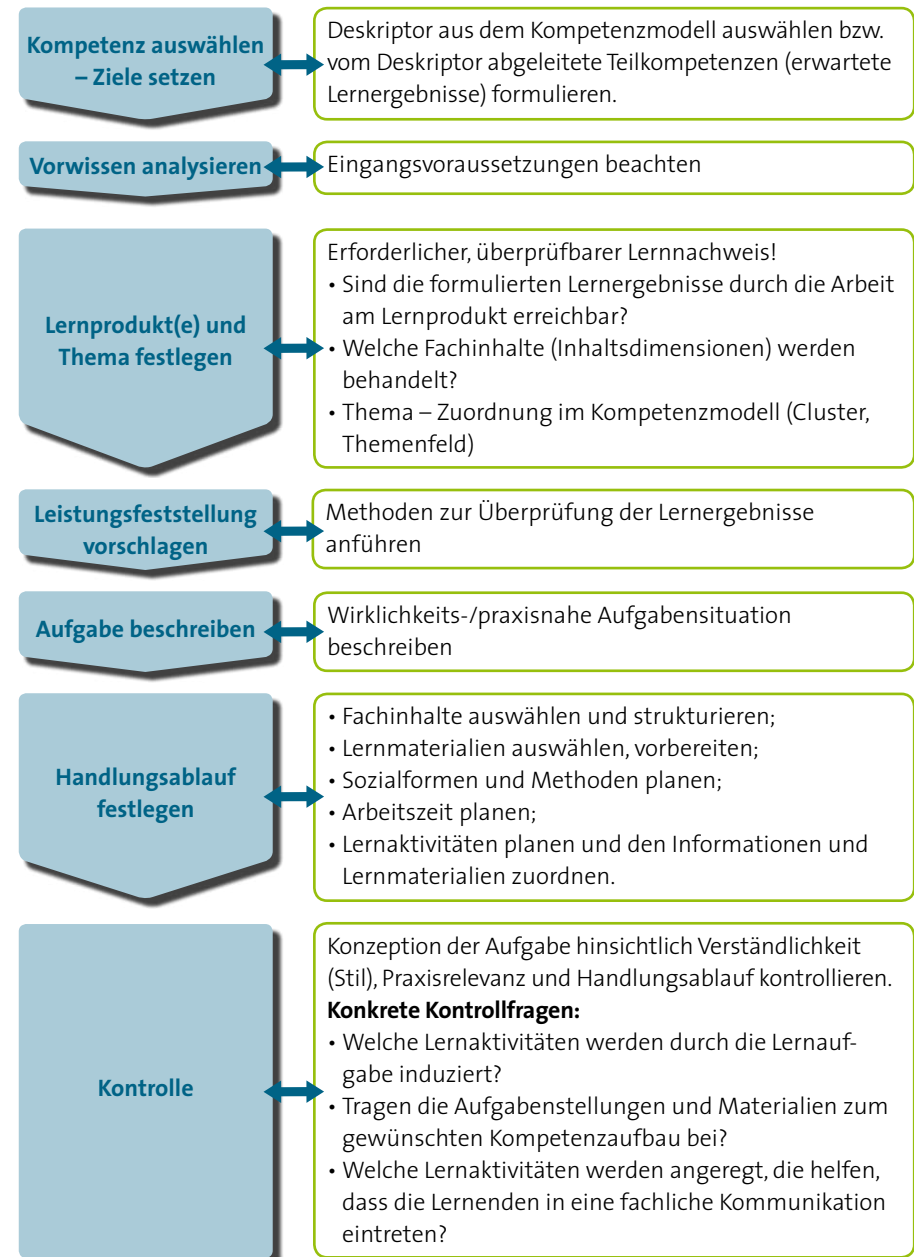 Kompetenz auswählen
– Ziele setzen
Deskriptor aus dem Kompetenzmodell auswählen bzw.
vom Deskriptor abgeleitete Teilkompetenzen (erwartete
Lernergebnisse) formulieren.
Vorwissen analysieren
Eingangsvoraussetzungen beachten
Lernprodukt(e) und
Thema festlegen
Erforderlicher, überprüfbarer Lernnachweis!
• Sind die formulierten Lernergebnisse durch die Arbeit
am Lernprodukt erreichbar?
• Welche Fachinhalte (Inhaltsdimensionen) werden
behandelt?
• Thema – Zuordnung im Kompetenzmodell (Cluster,
Themenfeld)
Leistungsfeststellung
vorschlagen
Methoden zur Überprüfung der Lernergebnisse
anführen
Aufgabe beschreiben
Wirklichkeits-/praxisnahe Aufgabensituation
beschreiben
Handlungsablauf
festlegen
• Fachinhalte auswählen und strukturieren;
• Lernmaterialien auswählen, vorbereiten;
• Sozialformen und Methoden planen;
• Arbeitszeit planen;
• Lernaktivitäten planen und den Informationen und
Lernmaterialien zuordnen.
Kontrolle
Konzeption der Aufgabe hinsichtlich Verständlichkeit
(Stil), Praxisrelevanz und Handlungsablauf kontrollieren.
Konkrete Kontrollfragen:
• Welche Lernaktivitäten werden durch die Lernauf-
gabe induziert?
• Tragen die Aufgabenstellungen und Materialien zum
gewünschten Kompetenzaufbau bei?
• Welche Lernaktivitäten werden angeregt, die helfen,
dass die Lernenden in eine fachliche Kommunikation
eintreten?